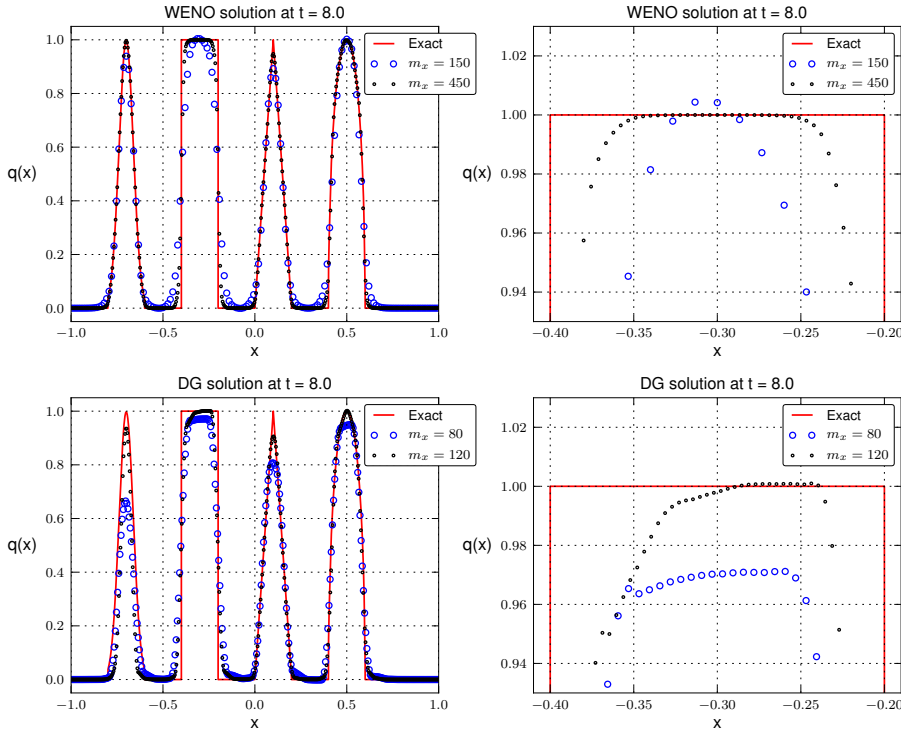 WENO solution at t = 8.0
Exact
m_x = 150
m_x = 450
q(x)
1.0
0.8
0.6
0.4
0.2
0.0
−1.0 −0.5 0.0 0.5 1.0
x
WENO solution at t = 8.0
Exact
m_x = 150
m_x = 450
q(x)
1.02
1.00
0.98
0.96
0.94
−0.40 −0.35 −0.30 −0.25 −0.20
x
DG solution at t = 8.0
Exact
m_x = 80
m_x = 120
q(x)
1.0
0.8
0.6
0.4
0.2
0.0
−1.0 −0.5 0.0 0.5 1.0
x
DG solution at t = 8.0
Exact
m_x = 80
m_x = 120
q(x)
1.02
1.00
0.98
0.96
0.94
−0.40 −0.35 −0.30 −0.25 −0.20
x